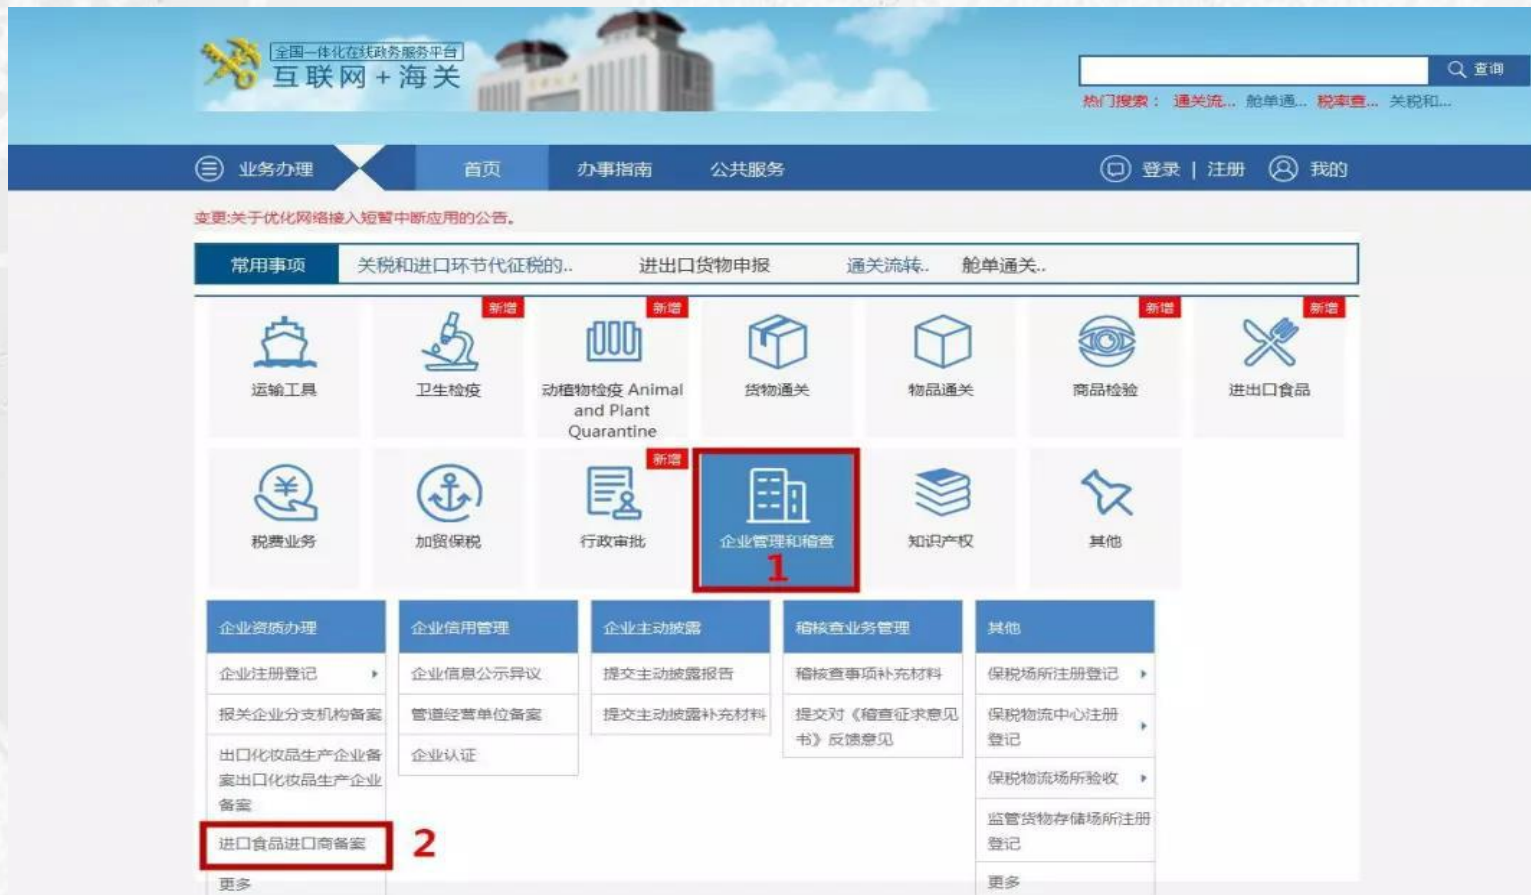 全国一体化在线政务服务平台
互联网+海关
查询
热门搜索： 通关流... 舱单通... 税率查... 关税和...
业务办理 首页 办事指南 公共服务 登录 | 注册 我的
变更:关于优化网络接入短暂中断应用的公告。
常用事项 关税和进口环节代征税的.. 进出口货物申报 通关流转.. 舱单通关..
新增 新增 新增 新增
运输工具 卫生检疫 动植物检疫 Animal 货物通关 物品通关 商品检验 进出口食品
and Plant
Quarantine
新增
税费业务 加贸保税 行政审批 企业管理和稽查 知识产权 其他
1
企业资质办理 企业信用管理 企业主动披露 稽核查业务管理 其他
企业注册登记 企业信息公示异议 提交主动披露报告 稽核查事项补充材料 保税场所注册登记
报关企业分支机构备案 管道经营单位备案 提交主动披露补充材料 提交对《稽查征求意见 保税物流中心注册
书》反馈意见 登记
出口化妆品生产企业备 企业认证
案出口化妆品生产企业 保税物流场所验收
备案
监管货物存储场所注册
进口食品进口商备案 2 登记
更多 更多